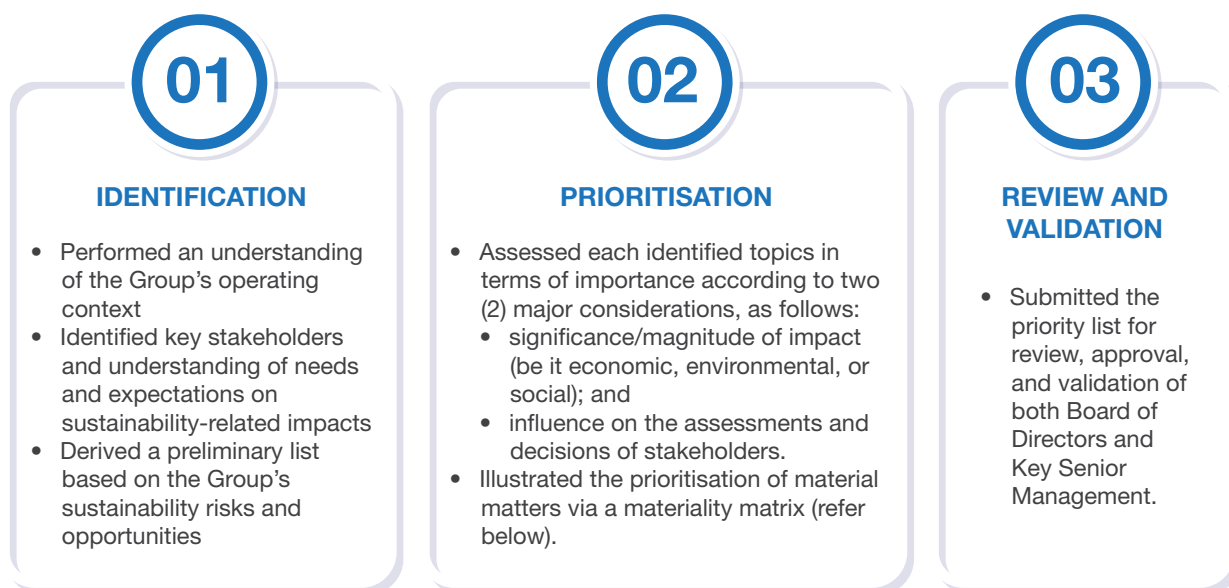 01
IDENTIFICATION
• Performed an understanding
of the Group's operating
context
• Identified key stakeholders
and understanding of needs
and expectations on
sustainability-related impacts
• Derived a preliminary list
based on the Group's
sustainability risks and
opportunities
02
PRIORITISATION
• Assessed each identified topics in
terms of importance according to two
(2) major considerations, as follows:
• significance/magnitude of impact
(be it economic, environmental, or
social); and
• influence on the assessments and
decisions of stakeholders.
• Illustrated the prioritisation of material
matters via a materiality matrix (refer
below).
03
REVIEW AND
VALIDATION
• Submitted the
priority list for
review, approval,
and validation of
both Board of
Directors and
Key Senior
Management.